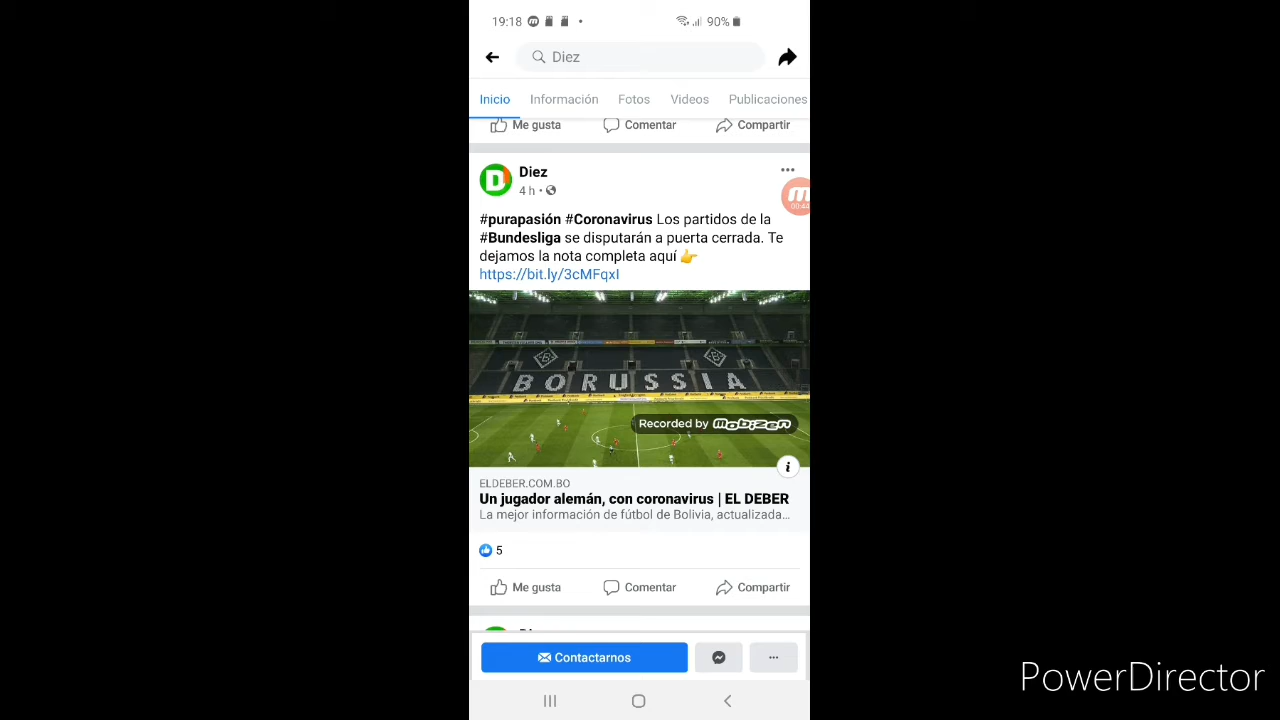 19:18
90%
Diez
Inicio Información Fotos Videos Publicaciones
Me gusta Comentar Compartir
Diez
4 h
00:44
#purapasión #Coronavirus Los partidos de la
#Bundesliga se disputarán a puerta cerrada. Te
dejamos la nota completa aquí 👉
https://bit.ly/3cMFqxI
BORUSSIA
Recorded by Mobizen
ELDEBER.COM.BO
Un jugador alemán, con coronavirus | EL DEBER
La mejor información de fútbol de Bolivia, actualizada...
5
Me gusta Comentar Compartir
Contactarnos
PowerDirector